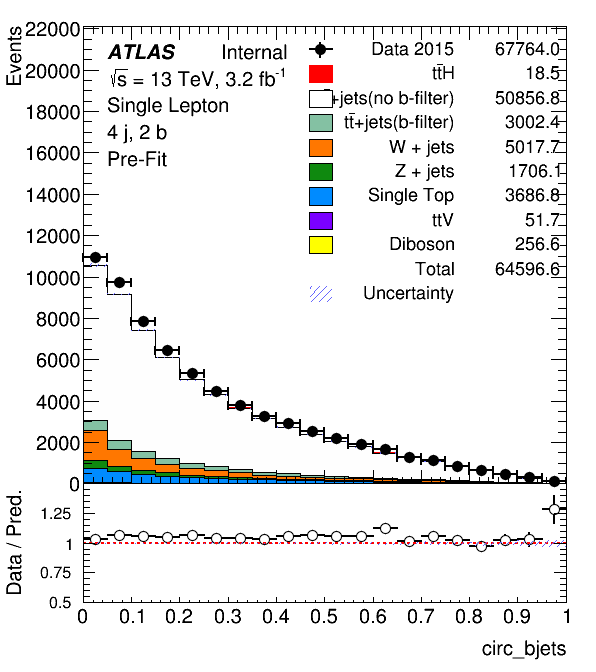 Events
22000
20000
18000
16000
14000
12000
10000
8000
6000
4000
2000
0
ATLAS Internal
√s = 13 TeV, 3.2 fb⁻¹
Single Lepton
4 j, 2 b
Pre-Fit
Data 2015 67764.0
tt̄H 18.5
+jets(no b-filter) 50856.8
tt̄+jets(b-filter) 3002.4
W + jets 5017.7
Z + jets 1706.1
Single Top 3686.8
ttV 51.7
Diboson 256.6
Total 64596.6
Uncertainty
Data / Pred.
1.25
1
0.75
0.5
0 0.1 0.2 0.3 0.4 0.5 0.6 0.7 0.8 0.9 1
circ_bjets